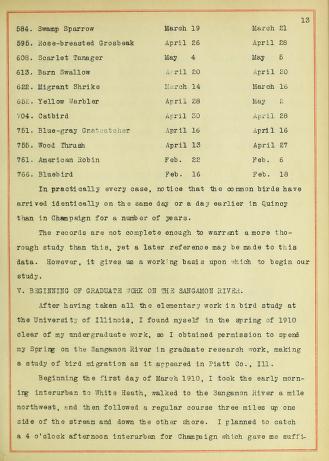 13
584. Swamp Sparrow March 19 March 21
595. Rose-breasted Grosbeak April 26 April 28
608. Scarlet Tanager May 4 May 5
613. Barn Swallow April 20 April 20
622. Migrant Shrike March 14 March 16
652. Yellow Warbler April 28 May 2
704. Catbird April 30 April 28
751. Blue-gray Gnatcatcher April 16 April 16
755. Wood Thrush April 13 April 27
761. American Robin Feb. 22 Feb. 6
766. Bluebird Feb. 16 Feb. 18
In practically every case, notice that the common birds have
arrived identically on the same day or a day earlier in Quincy
than in Champaign for a number of years.
The records are not complete enough to warrant a more tho-
rough study than this, yet a later reference may be made to this
data. However, it gives us a working basis upon which to begin our
study.
V. BEGINNING OF GRADUATE WORK ON THE SANGAMON RIVER.
After having taken all the elementary work in bird study at
the University of Illinois, I found myself in the spring of 1910
clear of my undergraduate work, so I obtained permission to spend
my Spring on the Sangamon River in graduate research work, making
a study of bird migration as it appeared in Piatt Co., Ill.
Beginning the first day of March 1910, I took the early morn-
ing interurban to White Heath, walked to the Sangamon River a mile
northwest, and then followed a regular course three miles up one
side of the stream and down the other shore. I planned to catch
a 4 o'clock afternoon interurban for Champaign which gave me suffi-